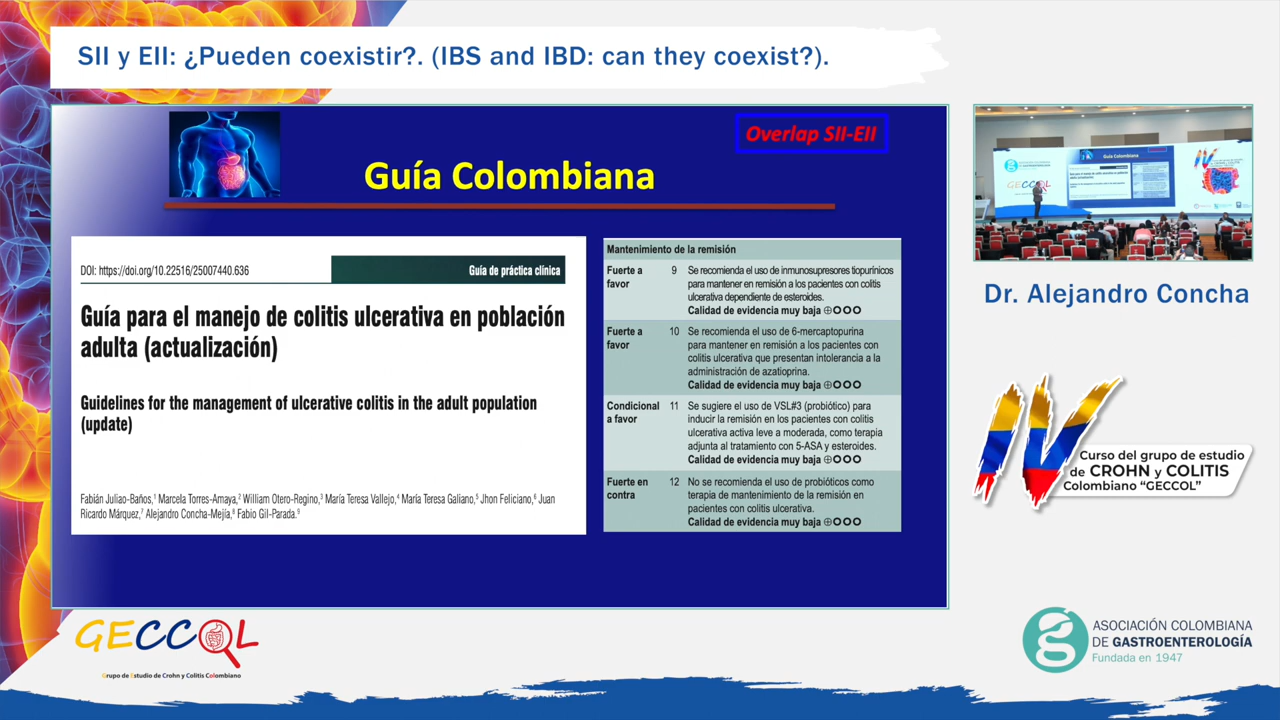 SII y EII: ¿Pueden coexistir?. (IBS and IBD: can they coexist?).
Overlap SII-EII
Guía Colombiana
DOI: https://doi.org/10.22516/25007440.636
Guía de práctica clínica
Guía para el manejo de colitis ulcerativa en población
adulta (actualización)
Guidelines for the management of ulcerative colitis in the adult population
(update)
Fabián Juliao-Baños,¹ Marcela Torres-Amaya,² William Otero-Regino,³ María Teresa Vallejo,⁴ María Teresa Galiano,⁵ Jhon Feliciano,⁶ Juan
Ricardo Márquez,⁷ Alejandro Concha-Mejía,⁸ Fabio Gil-Parada.⁹
Mantenimiento de la remisión
Fuerte a 9 Se recomienda el uso de inmunosupresores tiopurínicos
favor para mantener en remisión a los pacientes con colitis
ulcerativa dependiente de esteroides.
Calidad de evidencia muy baja ⊕OOO
Fuerte a 10 Se recomienda el uso de 6-mercaptopurina
favor para mantener en remisión a los pacientes con
colitis ulcerativa que presentan intolerancia a la
administración de azatioprina.
Calidad de evidencia muy baja ⊕OOO
Condicional 11 Se sugiere el uso de VSL#3 (probiótico) para
a favor inducir la remisión en los pacientes con colitis
ulcerativa activa leve a moderada, como terapia
adjunta al tratamiento con 5-ASA y esteroides.
Calidad de evidencia muy baja ⊕OOO
Fuerte en 12 No se recomienda el uso de probióticos como
contra terapia de mantenimiento de la remisión en
pacientes con colitis ulcerativa.
Calidad de evidencia muy baja ⊕OOO
Guía Colombiana
GECCOL
IV
Dr. Alejandro Concha
IV
Curso del grupo de estudio
de CROHN y COLITIS
Colombiano “GECCOL”
GECCOL
Grupo de Estudio de Crohn y Colitis Colombiano
ASOCIACIÓN COLOMBIANA
DE GASTROENTEROLOGÍA
Fundada en 1947